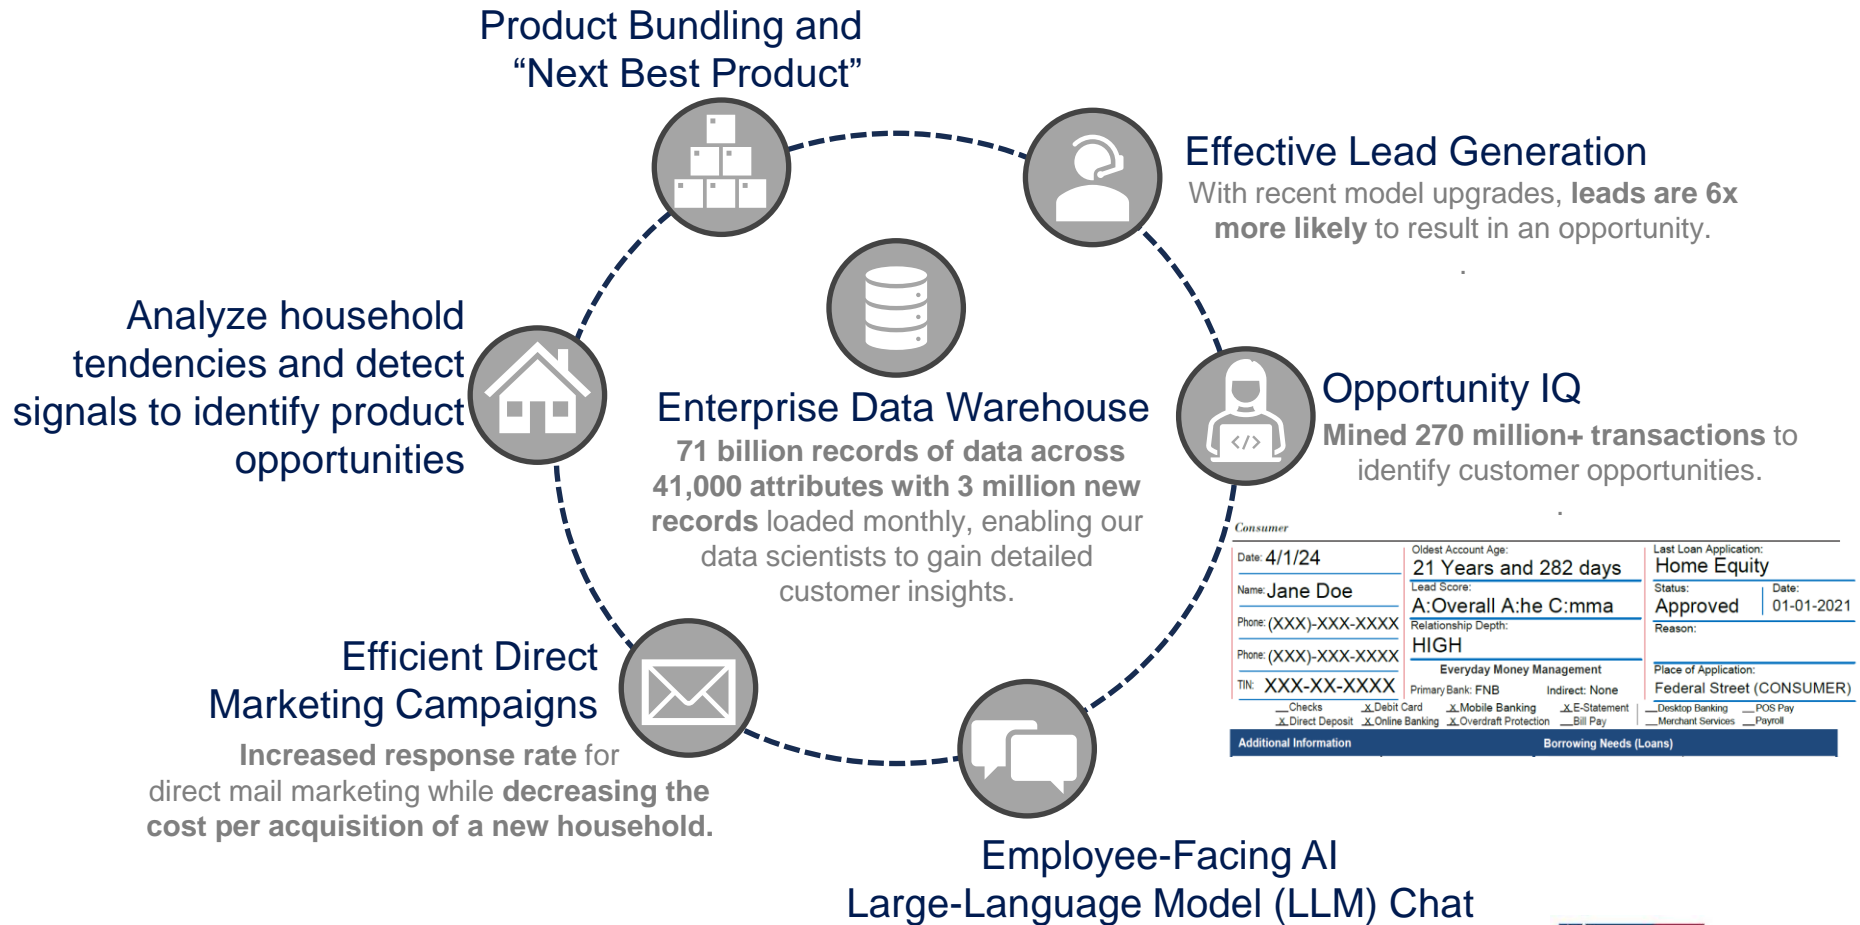 Product Bundling and
“Next Best Product”
Effective Lead Generation
With recent model upgrades, leads are 6x
more likely to result in an opportunity.
.
Analyze household
tendencies and detect
signals to identify product
opportunities
Enterprise Data Warehouse
71 billion records of data across
41,000 attributes with 3 million new
records loaded monthly, enabling our
data scientists to gain detailed
customer insights.
</>
Opportunity IQ
Mined 270 million+ transactions to
identify customer opportunities.
.
Consumer
Date: 4/1/24
Name: Jane Doe
Phone: (XXX)-XXX-XXXX
Phone: (XXX)-XXX-XXXX
TIN: XXX-XX-XXXX
Oldest Account Age:
21 Years and 282 days
Lead Score:
A:Overall A:he C:mma
Relationship Depth:
HIGH
Everyday Money Management
Primary Bank: FNB Indirect: None
Last Loan Application:
Home Equity
Status: Date:
Approved 01-01-2021
Reason:
Place of Application:
Federal Street (CONSUMER)
__Checks X Debit Card X Mobile Banking X E-Statement __Desktop Banking __POS Pay
X Direct Deposit X Online Banking X Overdraft Protection __Bill Pay __Merchant Services __Payroll
Additional Information Borrowing Needs (Loans)
Efficient Direct
Marketing Campaigns
Increased response rate for
direct mail marketing while decreasing the
cost per acquisition of a new household.
Employee-Facing AI
Large-Language Model (LLM) Chat